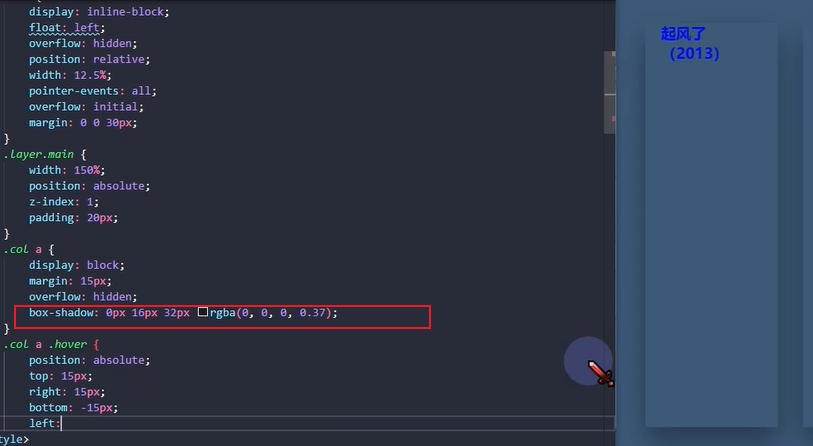 display: inline-block;
float: left;
overflow: hidden;
position: relative;
width: 12.5%;
pointer-events: all;
overflow: initial;
margin: 0 0 30px;
}
.layer.main {
width: 150%;
position: absolute;
z-index: 1;
padding: 20px;
}
.col a {
display: block;
margin: 15px;
overflow: hidden;
box-shadow: 0px 16px 32px rgba(0, 0, 0, 0.37);
}
.col a .hover {
position: absolute;
top: 15px;
right: 15px;
bottom: -15px;
left:
tyle>
起风了
（2013）